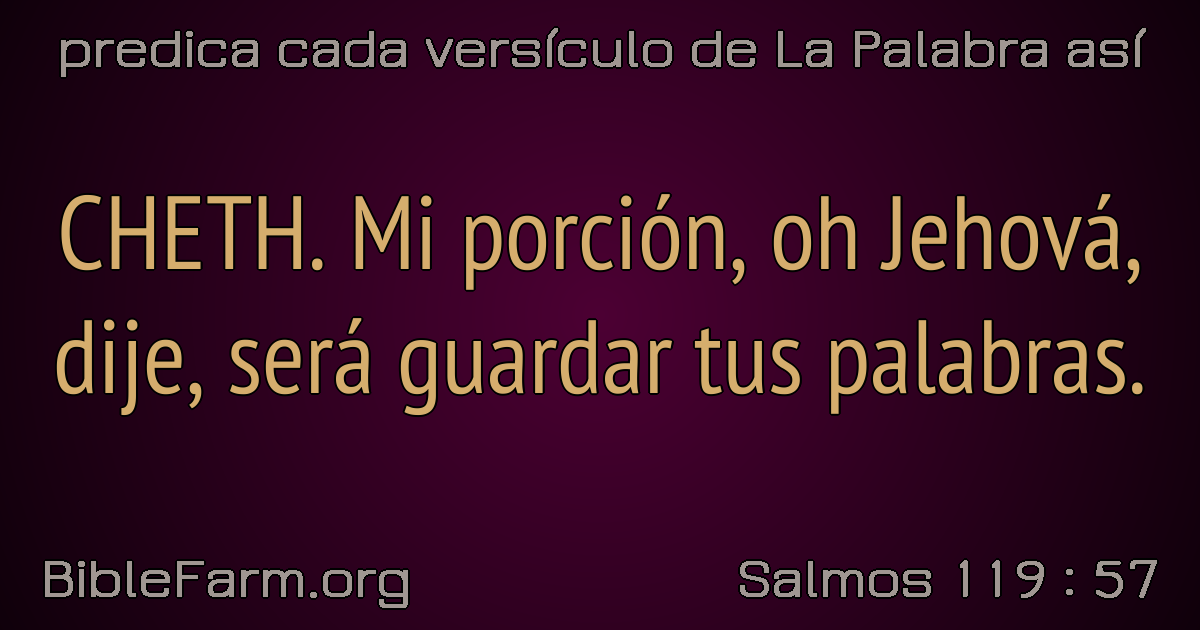 predica cada versículo de La Palabra así
CHETH. Mi porción, oh Jehová,
dije, será guardar tus palabras.
BibleFarm.org
Salmos 119 : 57